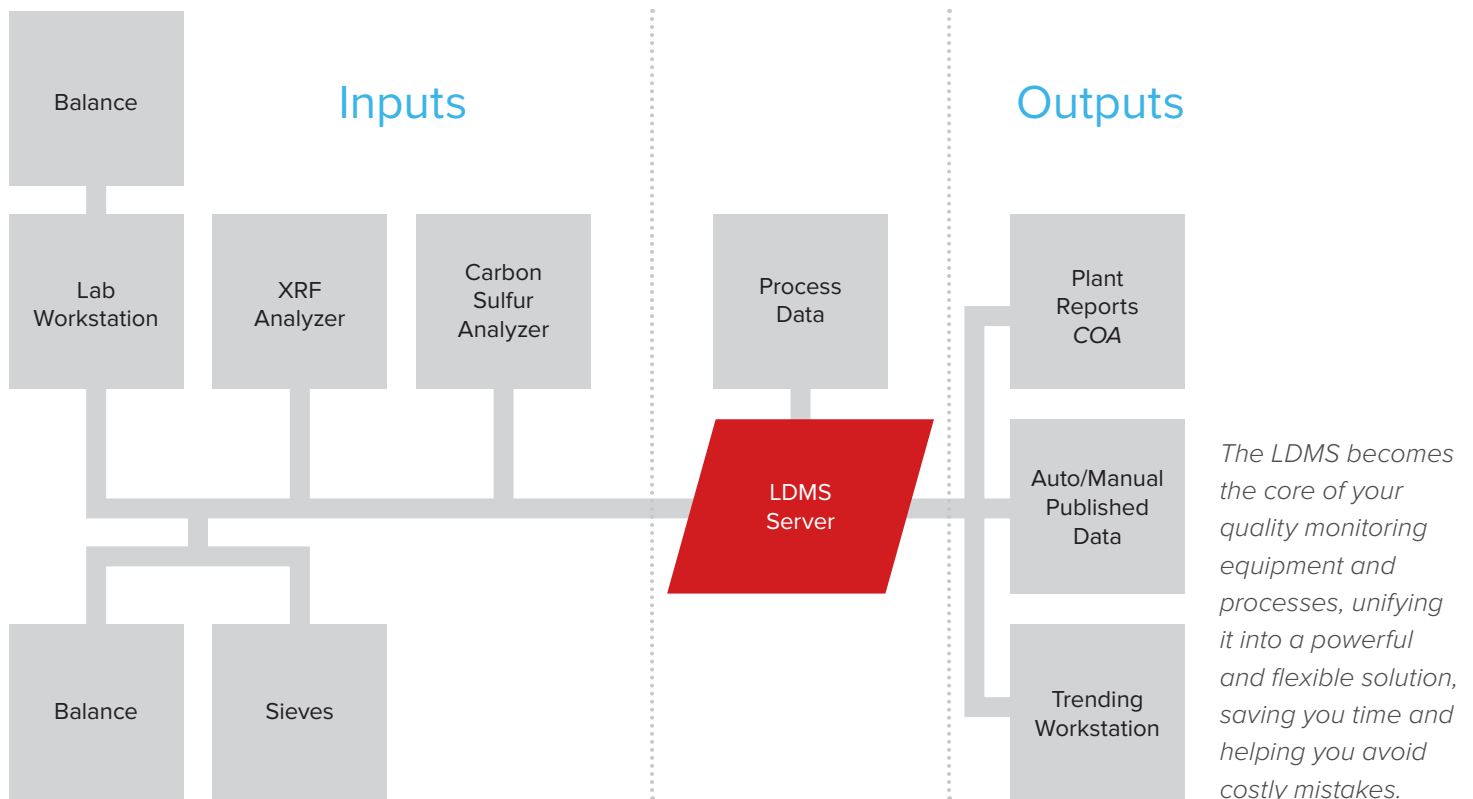 Balance
Inputs
Outputs
Lab
Workstation
XRF
Analyzer
Carbon
Sulfur
Analyzer
Process
Data
Plant
Reports
COA
LDMS
Server
Auto/Manual
Published
Data
Balance
Sieves
Trending
Workstation
The LDMS becomes
the core of your
quality monitoring
equipment and
processes, unifying
it into a powerful
and flexible solution,
saving you time and
helping you avoid
costly mistakes.